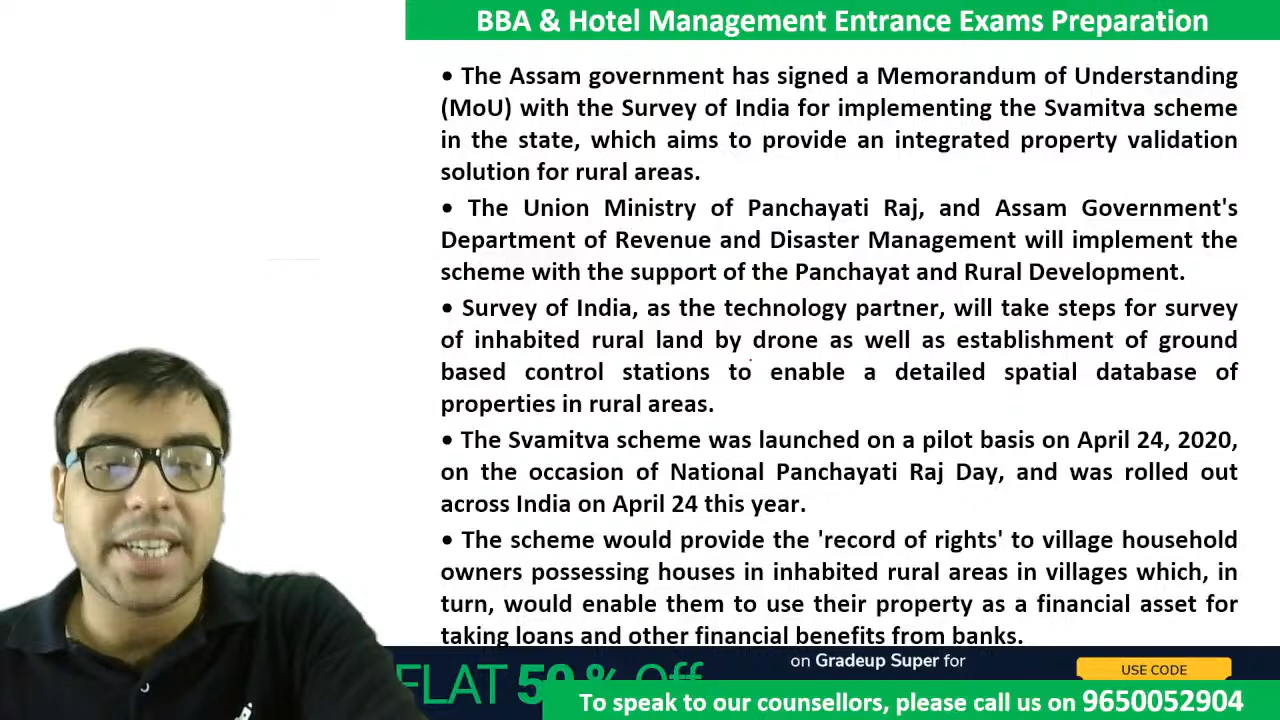 BBA & Hotel Management Entrance Exams Preparation
• The Assam government has signed a Memorandum of Understanding
(MoU) with the Survey of India for implementing the Svamitva scheme
in the state, which aims to provide an integrated property validation
solution for rural areas.
• The Union Ministry of Panchayati Raj, and Assam Government's
Department of Revenue and Disaster Management will implement the
scheme with the support of the Panchayat and Rural Development.
• Survey of India, as the technology partner, will take steps for survey
of inhabited rural land by drone as well as establishment of ground
based control stations to enable a detailed spatial database of
properties in rural areas.
• The Svamitva scheme was launched on a pilot basis on April 24, 2020,
on the occasion of National Panchayati Raj Day, and was rolled out
across India on April 24 this year.
• The scheme would provide the 'record of rights' to village household
owners possessing houses in inhabited rural areas in villages which, in
turn, would enable them to use their property as a financial asset for
taking loans and other financial benefits from banks.
FLAT 50 % Off
on Gradeup Super for
USE CODE
To speak to our counsellors, please call us on 9650052904